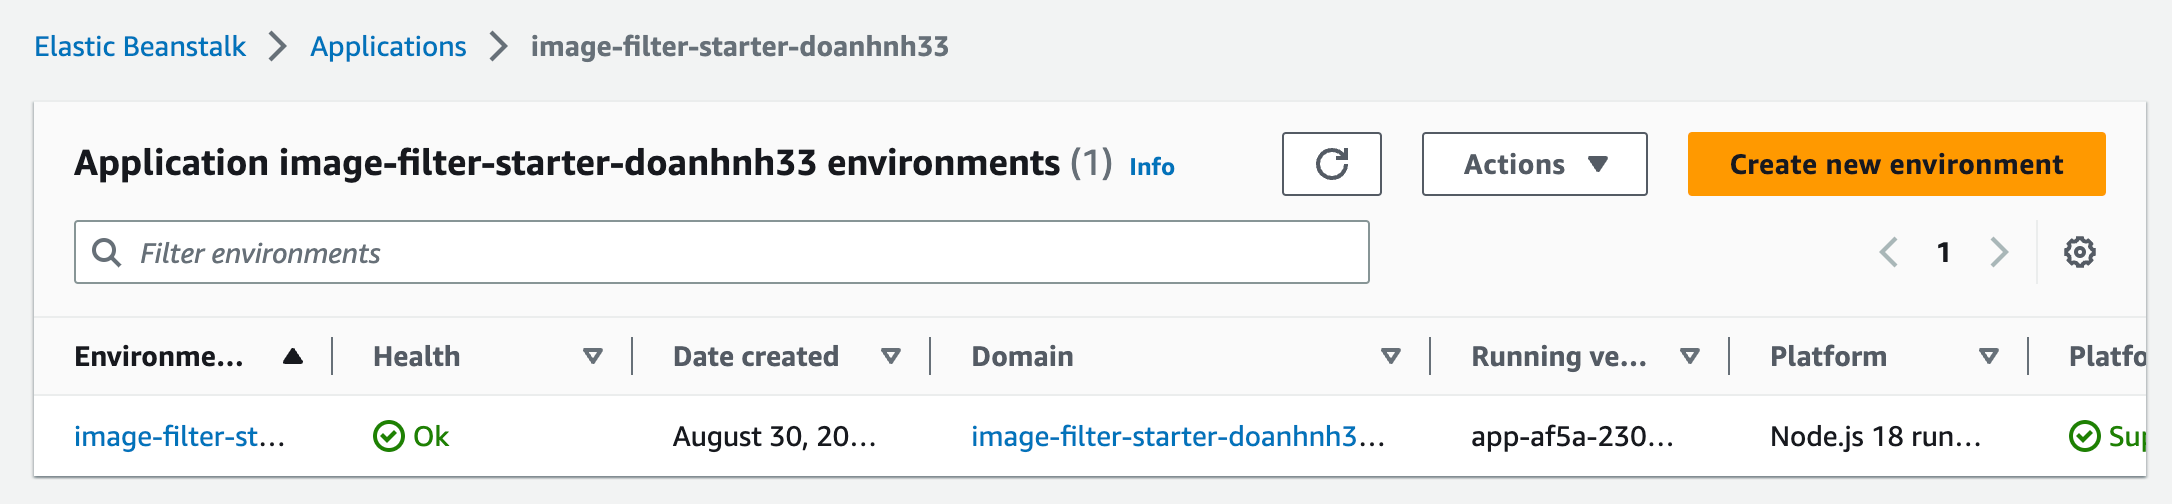 Elastic Beanstalk > Applications > image-filter-starter-doanhnh33
Application image-filter-starter-doanhnh33 environments (1) Info
Actions
Create new environment
Filter environments
1
Environme... Health Date created Domain Running ve... Platform Platfo
image-filter-st... Ok August 30, 20... image-filter-starter-doanhnh3... app-af5a-230... Node.js 18 run... Sup